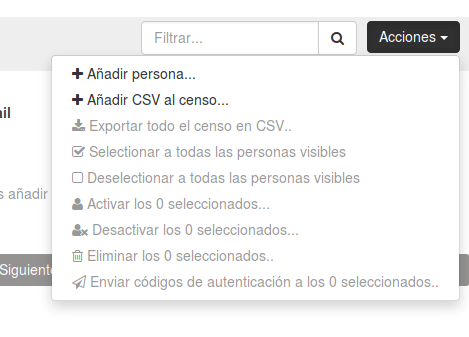 Filtrar...
Acciones
Añadir persona...
Añadir CSV al censo...
ail
Exportar todo el censo en CSV..
Selectionar a todas las personas visibles
Deselectionar a todas las personas visibles
s añadir
Activar los 0 seleccionados...
Desactivar los 0 seleccionados...
Eliminar los 0 seleccionados..
Siguiente
Enviar códigos de autenticación a los 0 seleccionados..